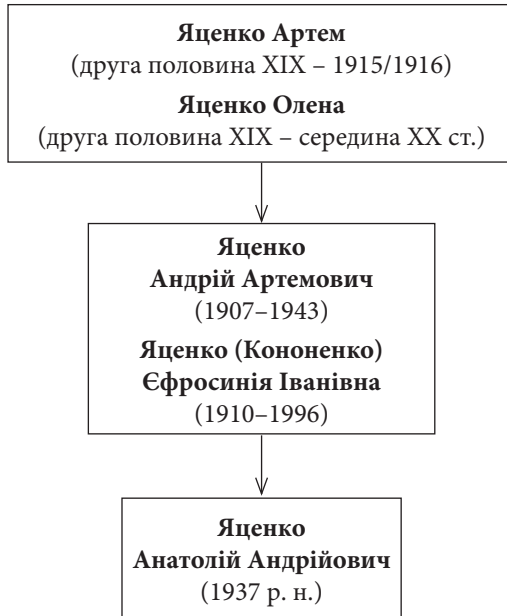 Яценко Артем
(друга половина XIX – 1915/1916)
Яценко Олена
(друга половина XIX – середина XX ст.)
Яценко
Андрій Артемович
(1907–1943)
Яценко (Кононенко)
Єфросинія Іванівна
(1910–1996)
Яценко
Анатолій Андрійович
(1937 р. н.)